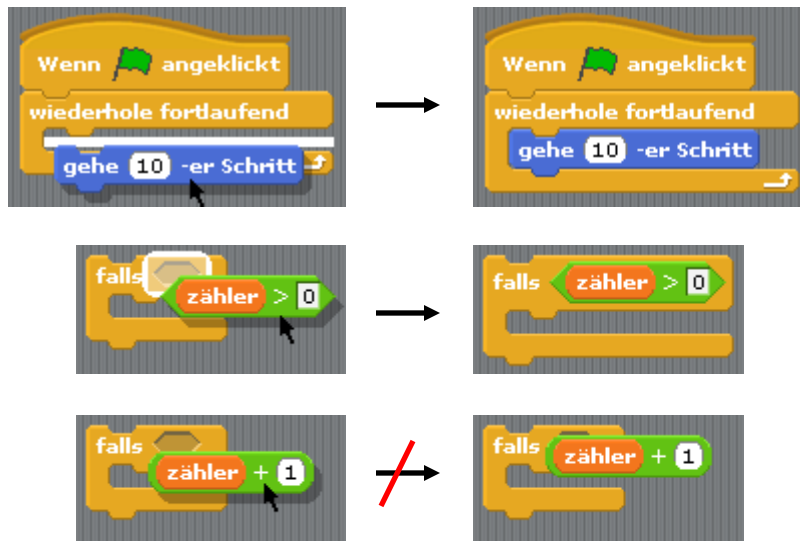 Wenn angeklickt
wiederhole fortlaufend
gehe 10 -er Schritt
Wenn angeklickt
wiederhole fortlaufend
gehe 10 -er Schritt
falls
zähler > 0
falls zähler > 0
falls
zähler + 1
falls
zähler + 1